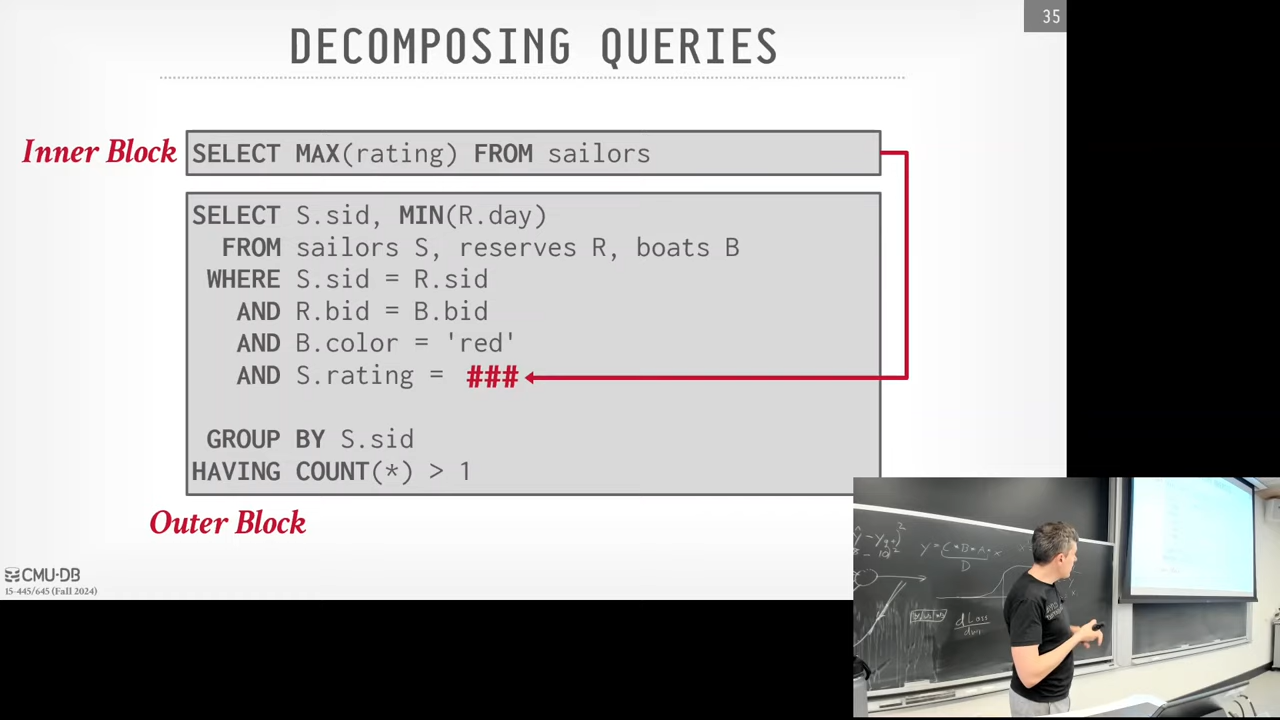 35
DECOMPOSING QUERIES
Inner Block
SELECT MAX(rating) FROM sailors
SELECT S.sid, MIN(R.day)
FROM sailors S, reserves R, boats B
WHERE S.sid = R.sid
AND R.bid = B.bid
AND B.color = 'red'
AND S.rating = ###
GROUP BY S.sid
HAVING COUNT(*) > 1
Outer Block
CMU·DB
15-445/645 (Fall 2024)